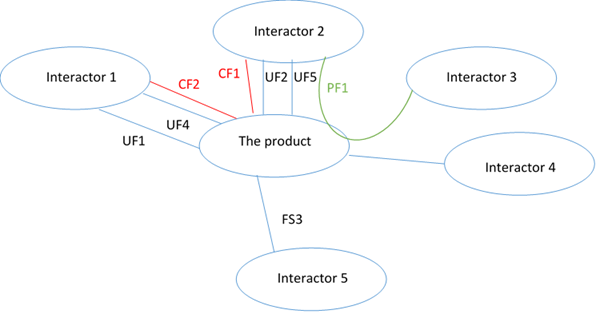 Interactor 2
Interactor 1
CF2
CF1
UF2
UF5
PF1
Interactor 3
UF4
UF1
The product
Interactor 4
FS3
Interactor 5